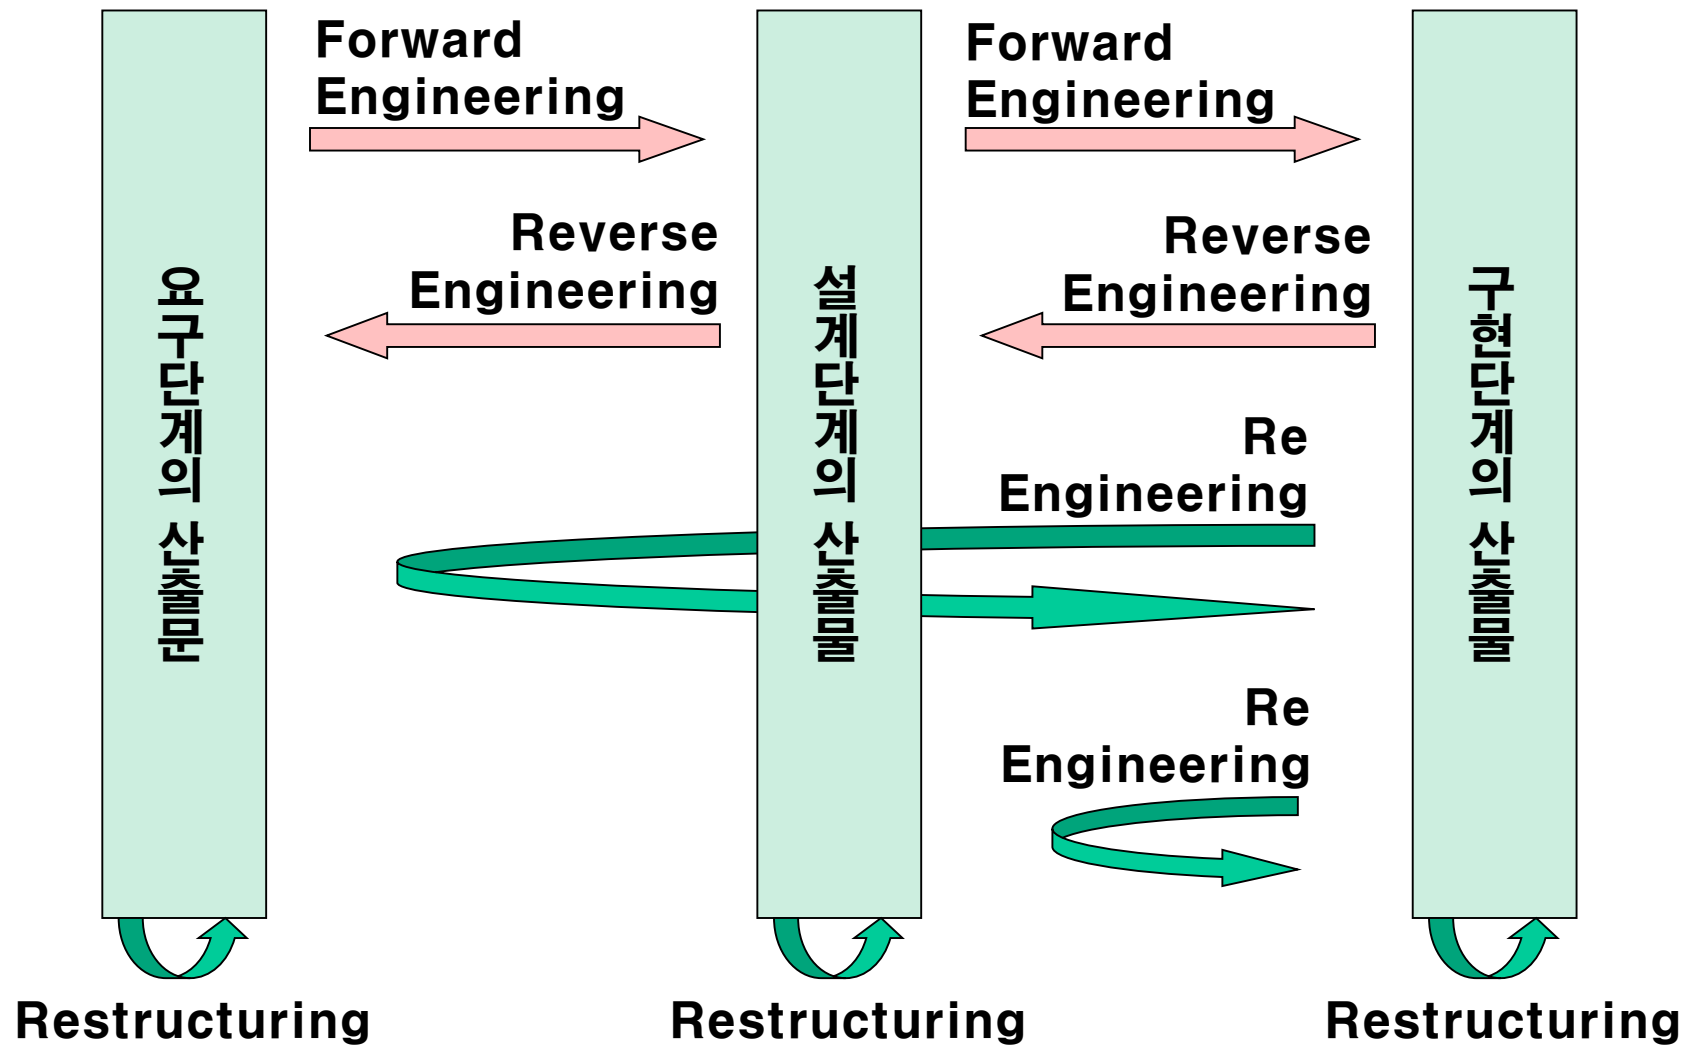 Forward
Engineering
Forward
Engineering
Reverse
Engineering
Reverse
Engineering
요구단계의 산출문
설계단계의 산출물
구현단계의 산출물
Re
Engineering
Re
Engineering
Restructuring
Restructuring
Restructuring